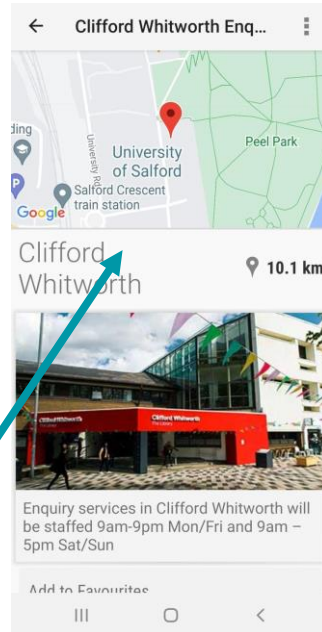 Clifford Whitworth Enq...
Peel Park
University Rd
University
of Salford
P
Salford Crescent
train station
Google
Clifford
Whitworth
10.1 km
Clifford Whitworth
The Library
Enquiry services in Clifford Whitworth will
be staffed 9am-9pm Mon/Fri and 9am –
5pm Sat/Sun
Add to Favourites